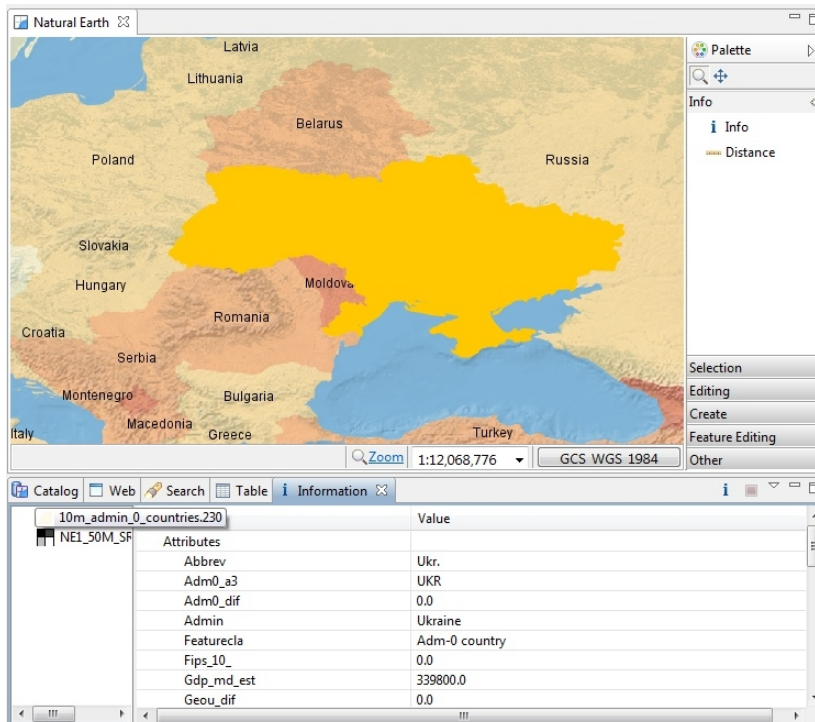 Natural Earth
Latvia
Lithuania
Belarus
Poland
Russia
Slovakia
Hungary
Moldova
Romania
Croatia
Serbia
Montenegro
Bulgaria
Macedonia
Italy
Greece
Turkey
Palette
Info
Info
Distance
Selection
Editing
Create
Feature Editing
Other
Zoom 1:12,068,776 GCS WGS 1984
Catalog Web Search Table Information
10m_admin_0_countries.230 Value
NE1_50M_SR Attributes
Abbrev Ukr.
Adm0_a3 UKR
Adm0_dif 0.0
Admin Ukraine
Featurecla Adm-0 country
Fips_10_ 0.0
Gdp_md_est 339800.0
Geou_dif 0.0